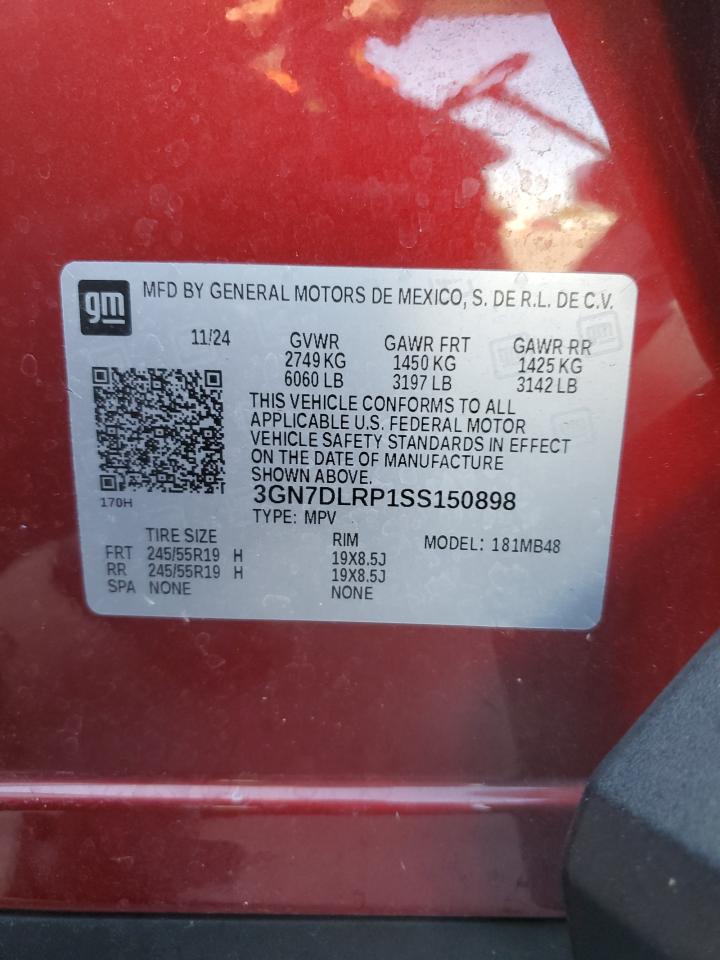 gm
MFD BY GENERAL MOTORS DE MEXICO, S. DE R.L. DE C.V.
11/24 GVWR GAWR FRT GAWR RR
2749 KG 1450 KG 1425 KG
6060 LB 3197 LB 3142 LB
THIS VEHICLE CONFORMS TO ALL
APPLICABLE U.S. FEDERAL MOTOR
VEHICLE SAFETY STANDARDS IN EFFECT
ON THE DATE OF MANUFACTURE
SHOWN ABOVE.
170H
3GN7DLRP1SS150898
TYPE: MPV
TIRE SIZE RIM MODEL: 181MB48
FRT 245/55R19 H 19X8.5J
RR 245/55R19 H 19X8.5J
SPA NONE NONE